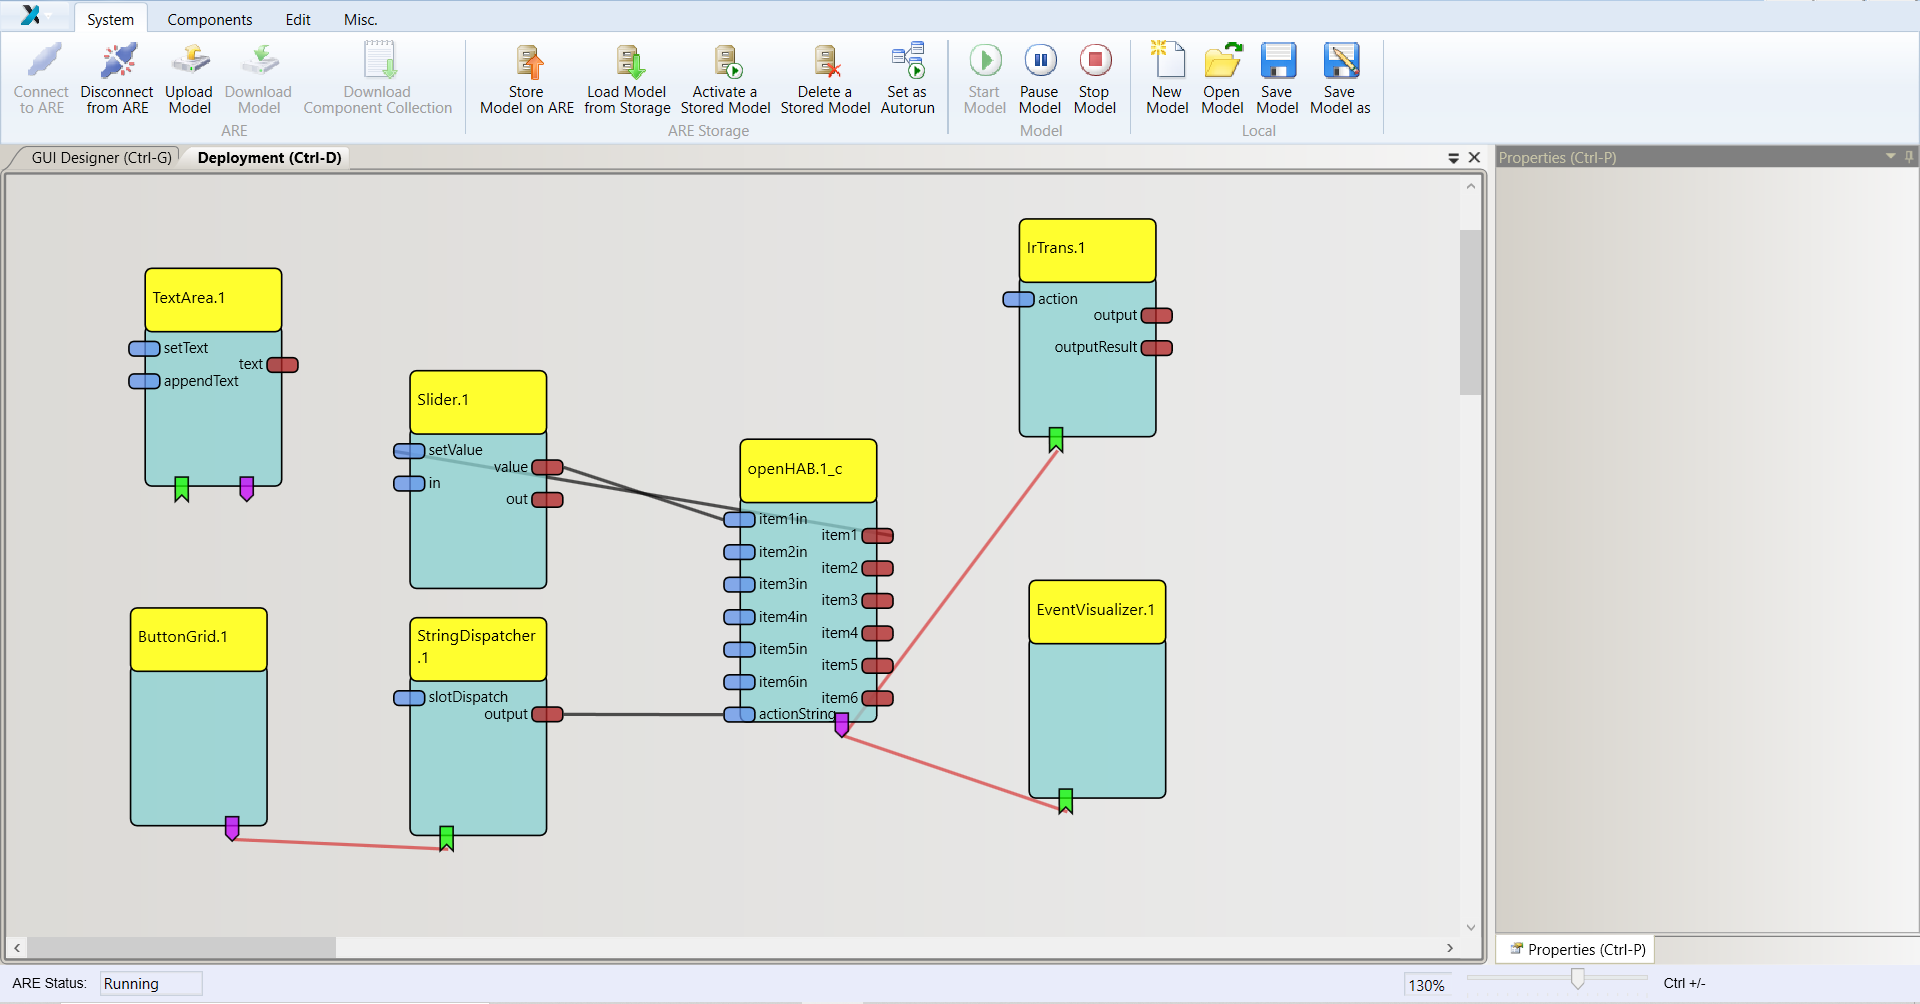 System
Components
Edit
Misc.
Connect
to ARE
Disconnect
from ARE
Upload
Model
Download
Model
Download
Component Collection
ARE
Store
Model on ARE
Load Model
from Storage
Activate a
Stored Model
Delete a
Stored Model
Set as
Autorun
ARE Storage
Start
Model
Pause
Model
Stop
Model
Model
New
Model
Open
Model
Save
Model
Save
Model as
Local
GUI Designer (Ctrl-G)
Deployment (Ctrl-D)
Properties (Ctrl-P)
IrTrans.1
action
output
outputResult
TextArea.1
setText
text
appendText
Slider.1
setValue
value
in
out
openHAB.1_c
item1in
item1
item2in
item2
item3in
item3
item4in
item4
item5in
item5
item6in
item6
actionString
ButtonGrid.1
StringDispatcher
.1
slotDispatch
output
EventVisualizer.1
Properties (Ctrl-P)
ARE Status:
Running
130%
Ctrl +/-